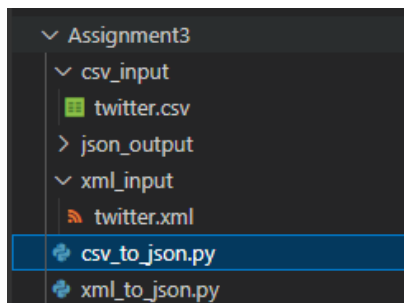 Assignment3
csv_input
twitter.csv
json_output
xml_input
twitter.xml
csv_to_json.py
xml_to_json.py